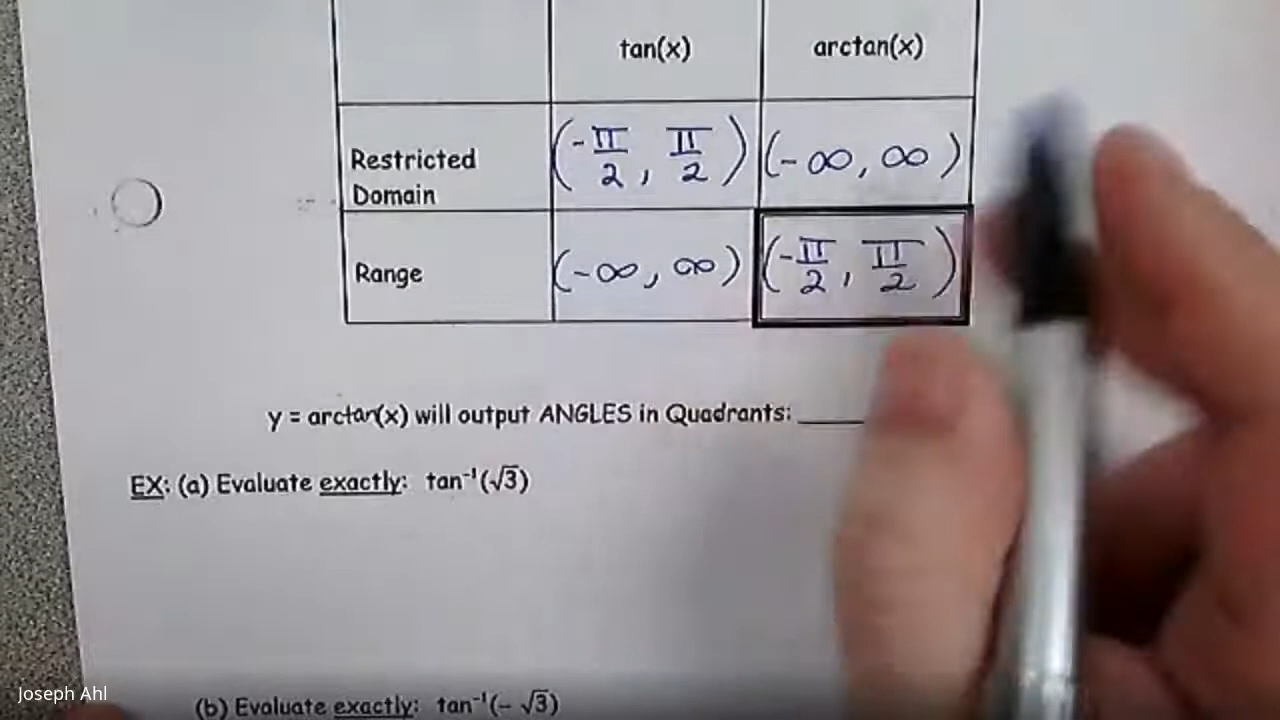 tan(x) arctan(x)
Restricted Domain (-π/2, π/2) (-∞, ∞)
Range (-∞, ∞) (-π/2, π/2)
y = arctan(x) will output ANGLES in Quadrants: _____
EX: (a) Evaluate exactly: tan⁻¹(√3)
(b) Evaluate exactly: tan⁻¹(- √3)
Joseph Ahl